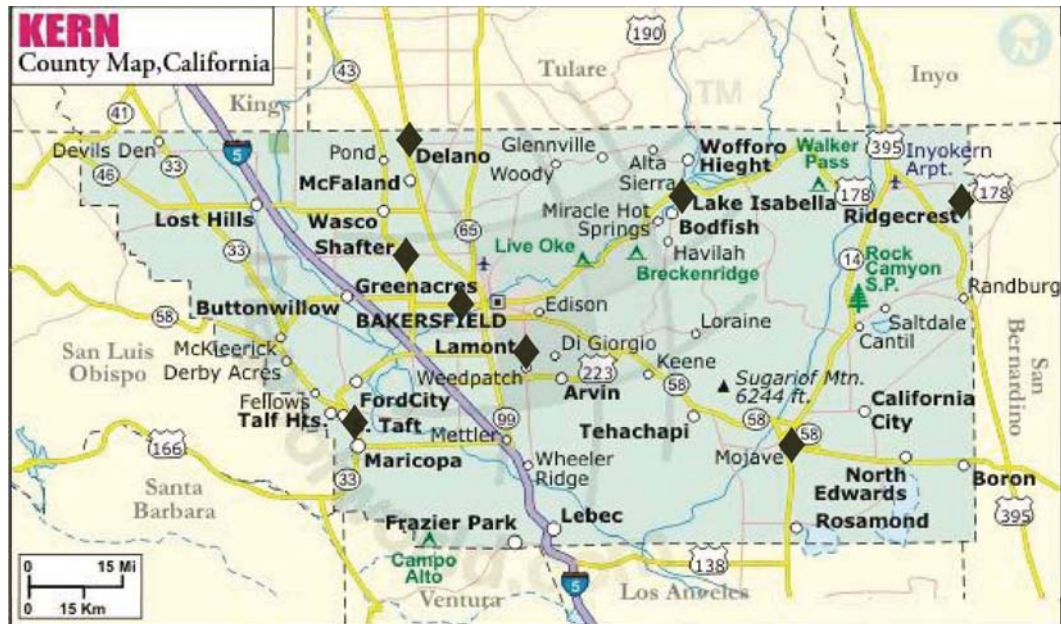 KERN
County Map,California
190
Tulare
Inyo
N
TM
43
Kings
41
5
395
Devils Den
33
Pond
Delano
Glennville
Woody
Alta
Sierra
Wofforo
Hieght
Walker
Pass
Inyokern
Arpt.
46
McFaland
178
178
Lost Hills
Wasco
Lake Isabella
Ridgecrest
Shafter
65
Miracle Hot
Springs
Bodfish
33
Live Oke
Havilah
Breckenridge
14
Rock
Camyon
S.P.
Greenacres
Randburg
Buttonwillow
BAKERSFIELD
Edison
58
Lamont
Loraine
Saltdale
Cantil
San Luis
Obispo
McKleerick
Di Giorgio
Derby Acres
Weedpatch
223
Keene
58
Sugariof Mtn.
6244 ft.
San
Bernardino
Fellows
FordCity
Arvin
California
City
Talf Hts.
Taft
99
Tehachapi
58
58
166
Mettler
Mojave
Maricopa
33
Wheeler
Ridge
North
Edwards
Boron
Santa
Barbara
Frazier Park
Lebec
Rosamond
395
Campo
Alto
138
0 15 Mi
0 15 Km
5
Ventura
Los Angeles